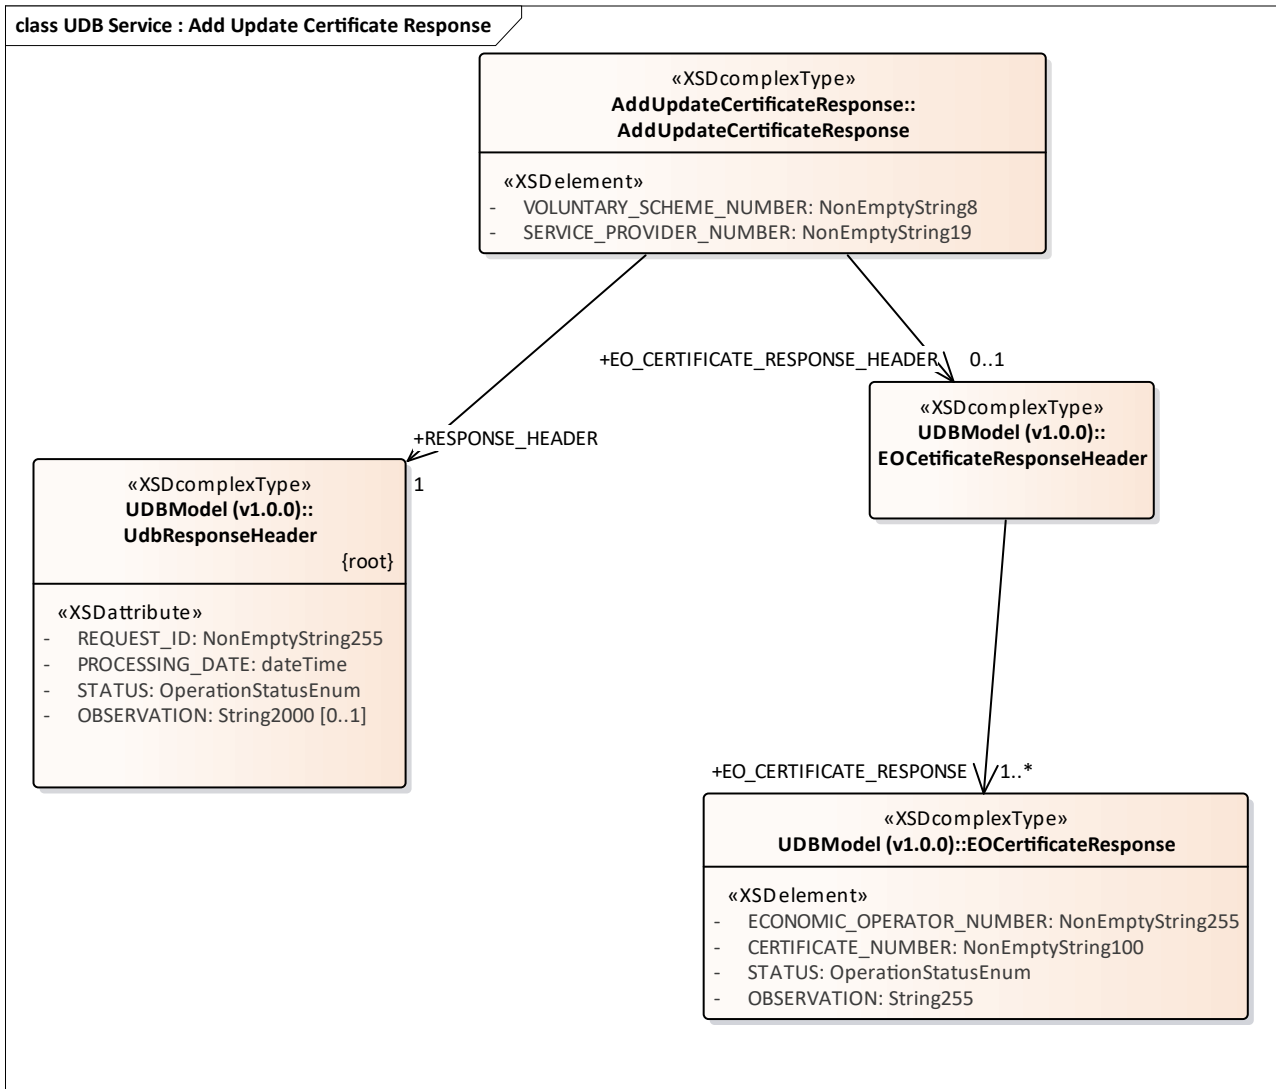 class UDB Service : Add Update Certificate Response
«XSDcomplexType»
AddUpdateCertificateResponse::
AddUpdateCertificateResponse
«XSDelement»
- VOLUNTARY_SCHEME_NUMBER: NonEmptyString8
- SERVICE_PROVIDER_NUMBER: NonEmptyString19
+EO_CERTIFICATE_RESPONSE_HEADER 0..1
«XSDcomplexType»
UDBModel (v1.0.0)::
EOCetificateResponseHeader
+RESPONSE_HEADER
1
«XSDcomplexType»
UDBModel (v1.0.0)::
UdbResponseHeader
{root}
«XSDattribute»
- REQUEST_ID: NonEmptyString255
- PROCESSING_DATE: dateTime
- STATUS: OperationStatusEnum
- OBSERVATION: String2000 [0..1]
+EO_CERTIFICATE_RESPONSE 1..*
«XSDcomplexType»
UDBModel (v1.0.0)::EOCertificateResponse
«XSDelement»
- ECONOMIC_OPERATOR_NUMBER: NonEmptyString255
- CERTIFICATE_NUMBER: NonEmptyString100
- STATUS: OperationStatusEnum
- OBSERVATION: String255